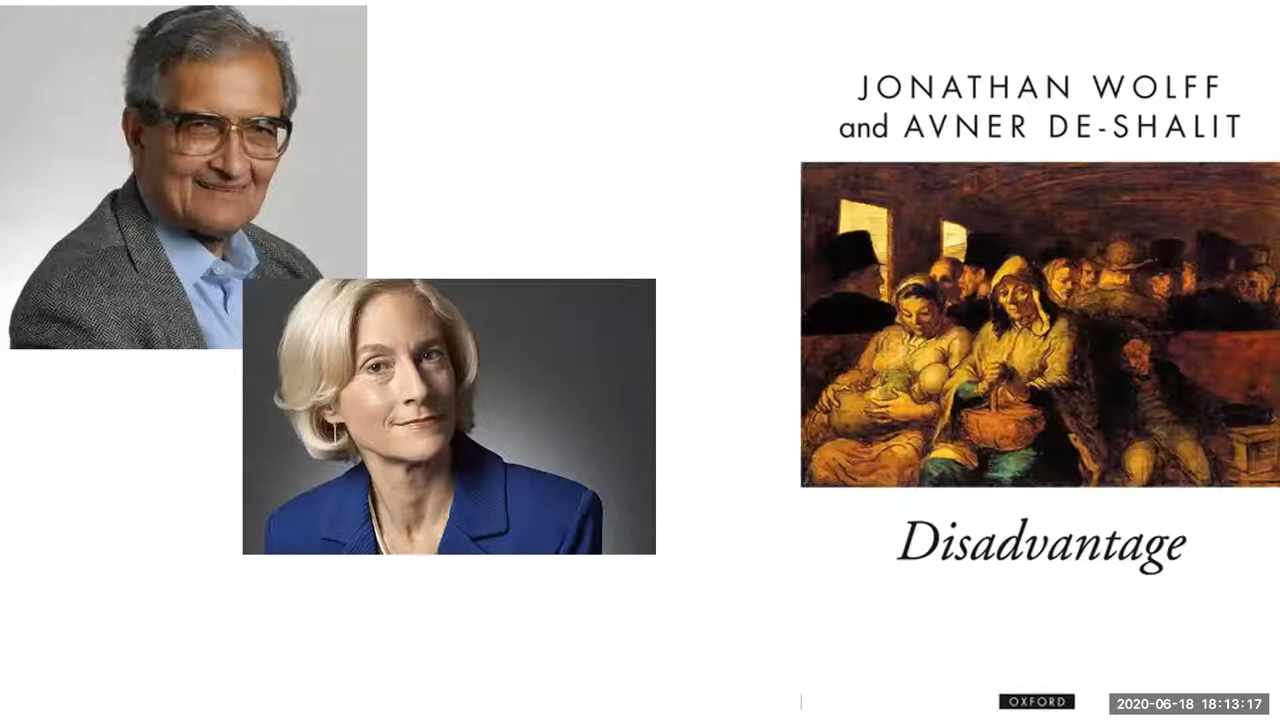 JONATHAN WOLFF
and AVNER DE-SHALIT
Disadvantage
OXFORD
2020-06-18 18:13:17